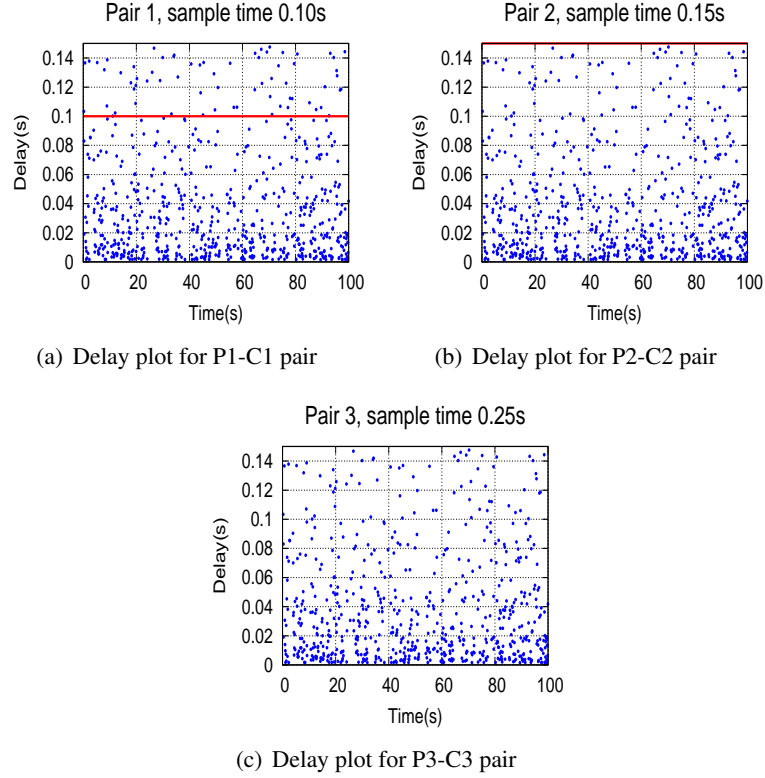 Pair 1, sample time 0.10s
Delay(s)
0.14
0.12
0.1
0.08
0.06
0.04
0.02
0
0 20 40 60 80 100
Time(s)
(a) Delay plot for P1-C1 pair
Pair 2, sample time 0.15s
Delay(s)
0.14
0.12
0.1
0.08
0.06
0.04
0.02
0
0 20 40 60 80 100
Time(s)
(b) Delay plot for P2-C2 pair
Pair 3, sample time 0.25s
Delay(s)
0.14
0.12
0.1
0.08
0.06
0.04
0.02
0
0 20 40 60 80 100
Time(s)
(c) Delay plot for P3-C3 pair